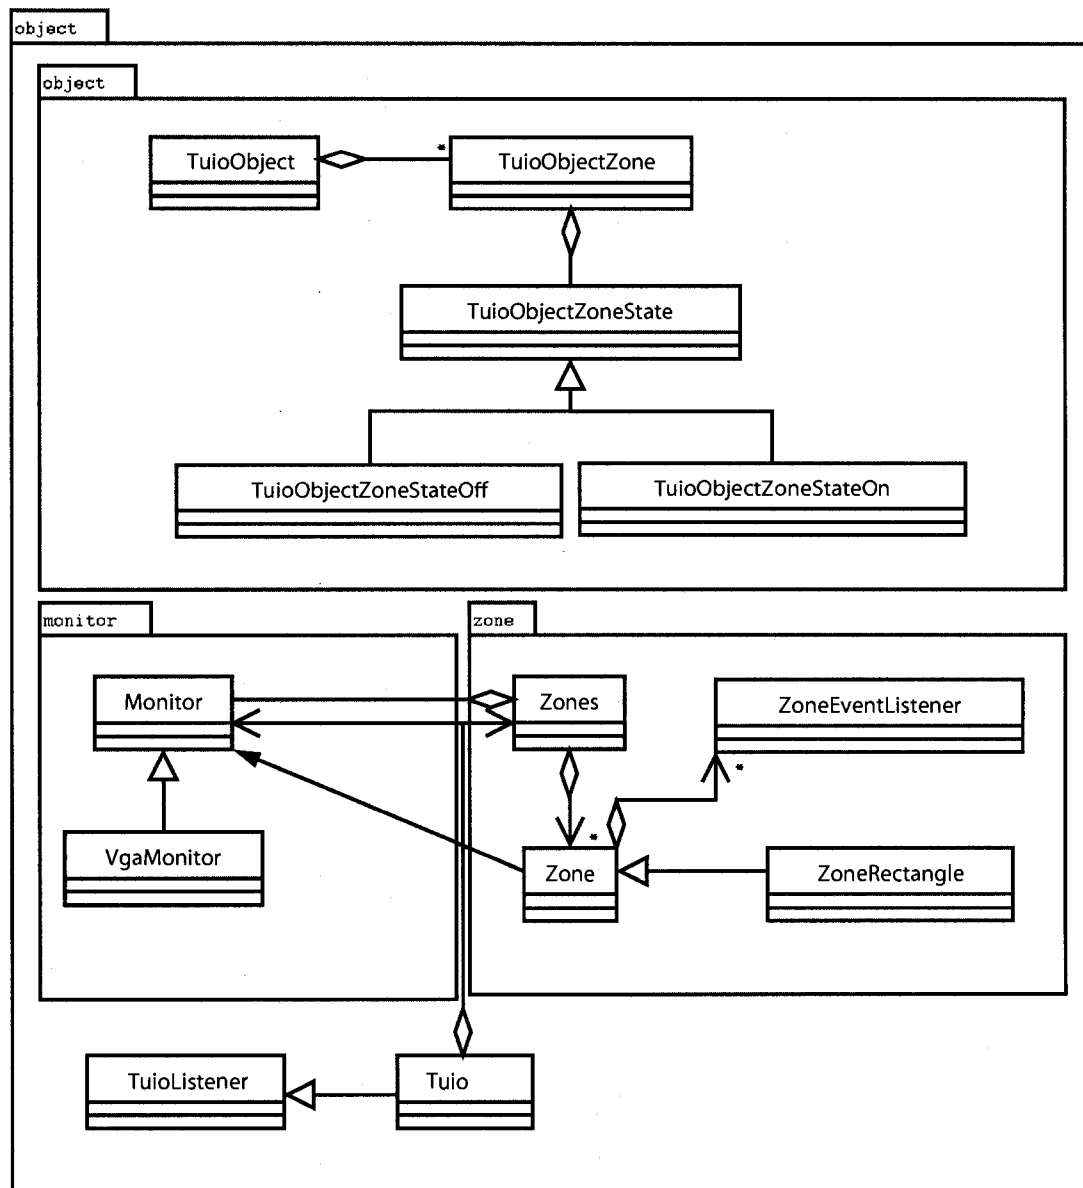 object
object
TuioObject
*
TuioObjectZone
TuioObjectZoneState
TuioObjectZoneStateOff
TuioObjectZoneStateOn
monitor
zone
Monitor
Zones
ZoneEventListener
*
*
VgaMonitor
Zone
ZoneRectangle
TuioListener
Tuio